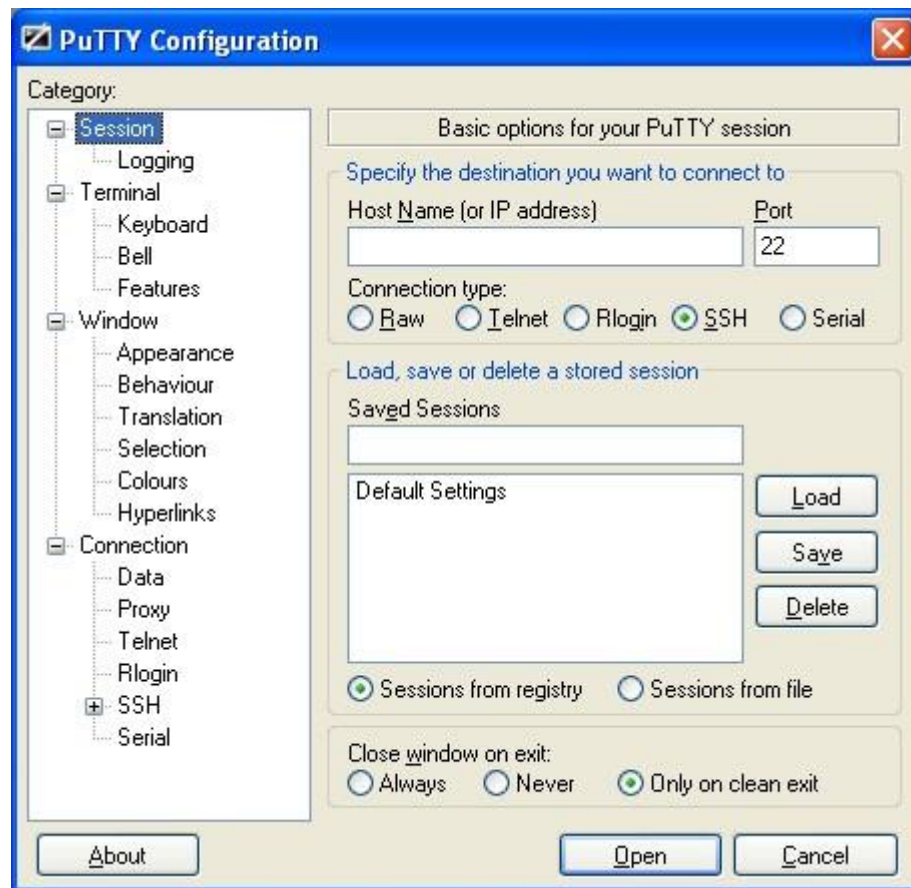 PuTTY Configuration
Category:
Session
Logging
Terminal
Keyboard
Bell
Features
Window
Appearance
Behaviour
Translation
Selection
Colours
Hyperlinks
Connection
Data
Proxy
Telnet
Rlogin
SSH
Serial
Basic options for your PuTTY session
Specify the destination you want to connect to
Host Name (or IP address) Port
22
Connection type:
Raw Telnet Rlogin SSH Serial
Load, save or delete a stored session
Saved Sessions
Default Settings
Load
Save
Delete
Sessions from registry Sessions from file
Close window on exit:
Always Never Only on clean exit
About Open Cancel